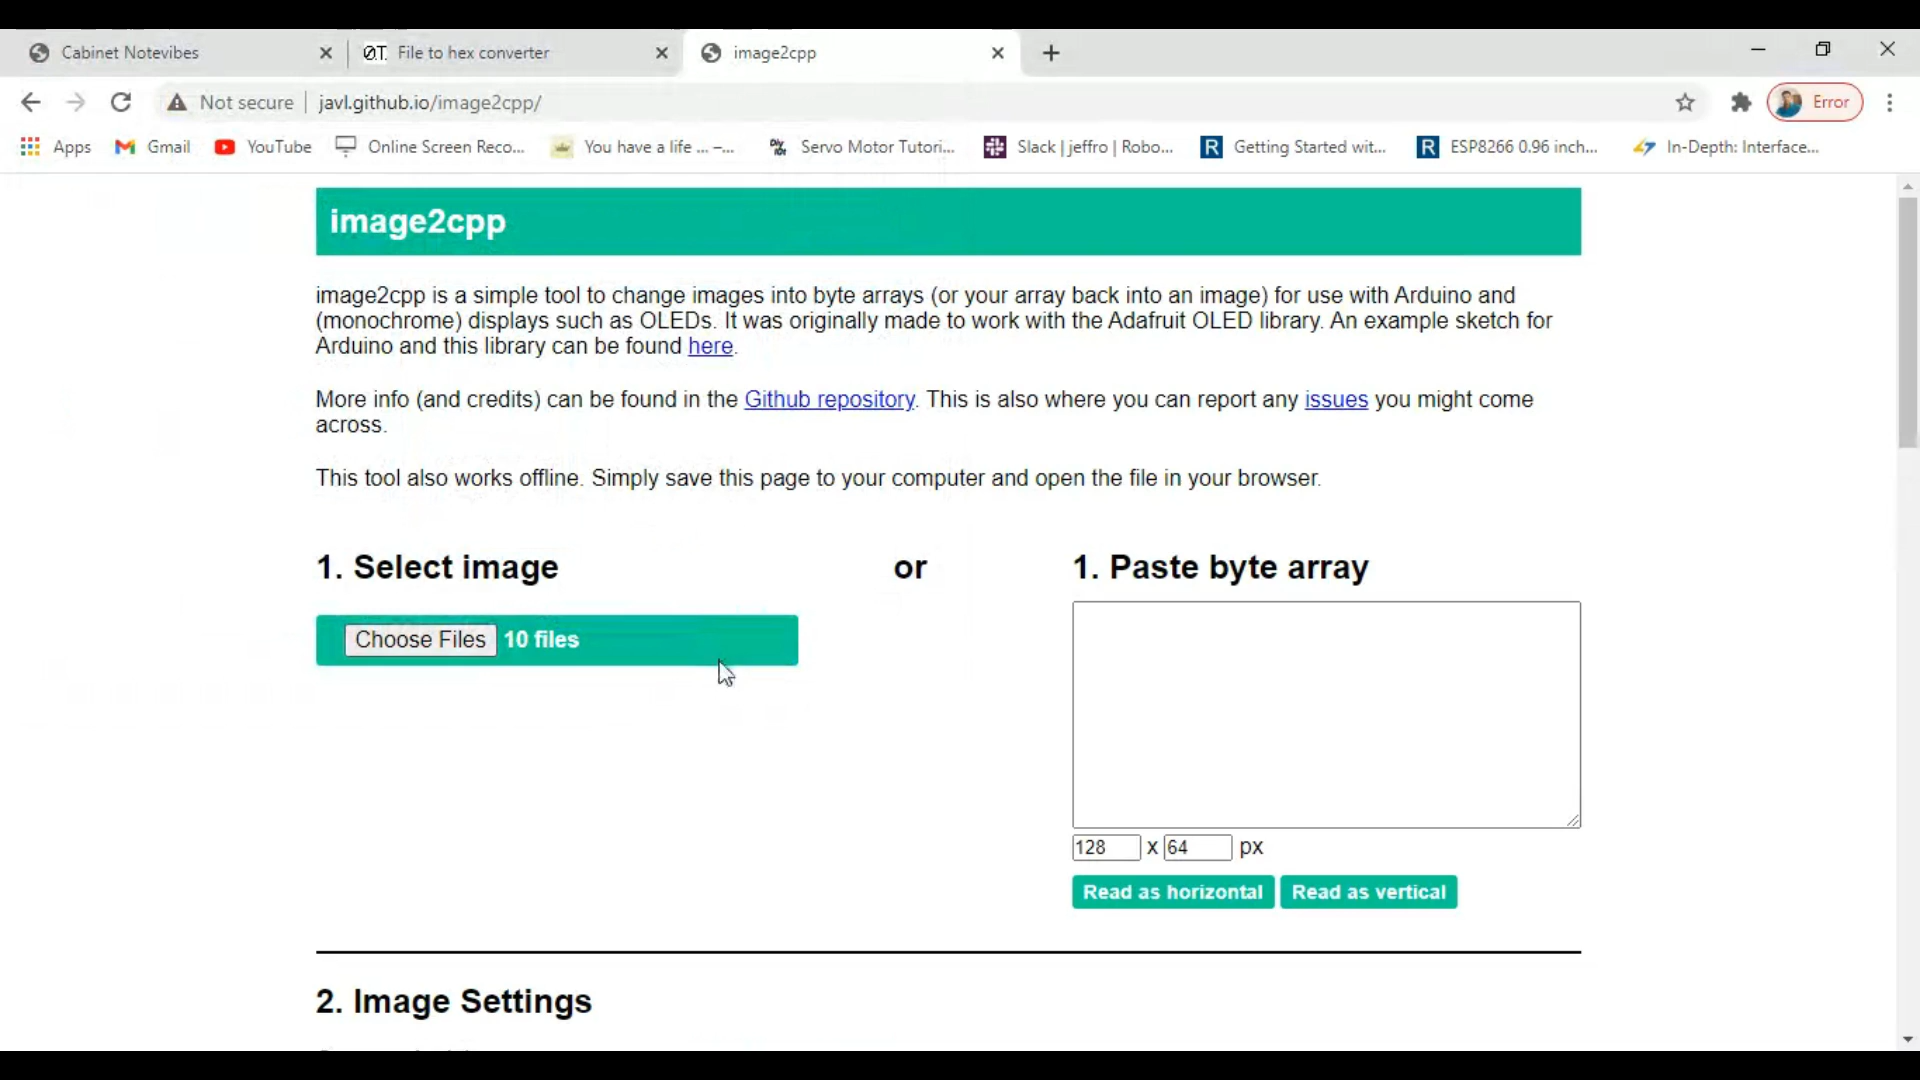 Cabinet Notevibes
ØT. File to hex converter
image2cpp
Not secure
javl.github.io/image2cpp/
Error
Apps
Gmail
YouTube
Online Screen Reco...
You have a life ... –...
Servo Motor Tutori...
Slack | jeffro | Robo...
R Getting Started wit...
R ESP8266 0.96 inch...
In-Depth: Interface...
image2cpp
image2cpp is a simple tool to change images into byte arrays (or your array back into an image) for use with Arduino and
(monochrome) displays such as OLEDs. It was originally made to work with the Adafruit OLED library. An example sketch for
Arduino and this library can be found here.
More info (and credits) can be found in the Github repository. This is also where you can report any issues you might come
across.
This tool also works offline. Simply save this page to your computer and open the file in your browser.
1. Select image
or
1. Paste byte array
Choose Files 10 files
128 x 64 px
Read as horizontal
Read as vertical
2. Image Settings